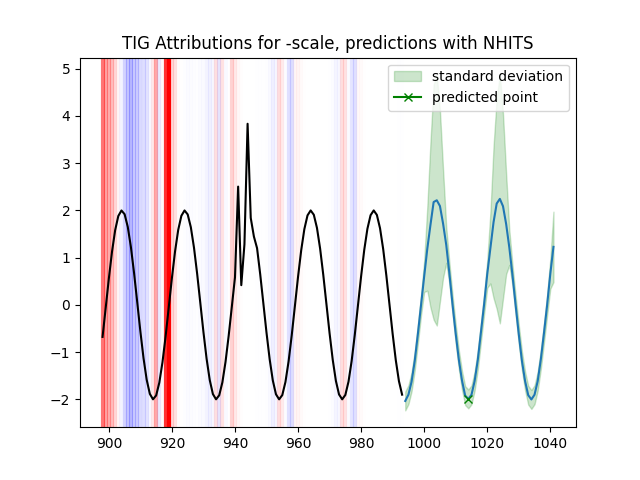 TIG Attributions for -scale, predictions with NHITS
standard deviation
predicted point
5
4
3
2
1
0
−1
−2
900 920 940 960 980 1000 1020 1040